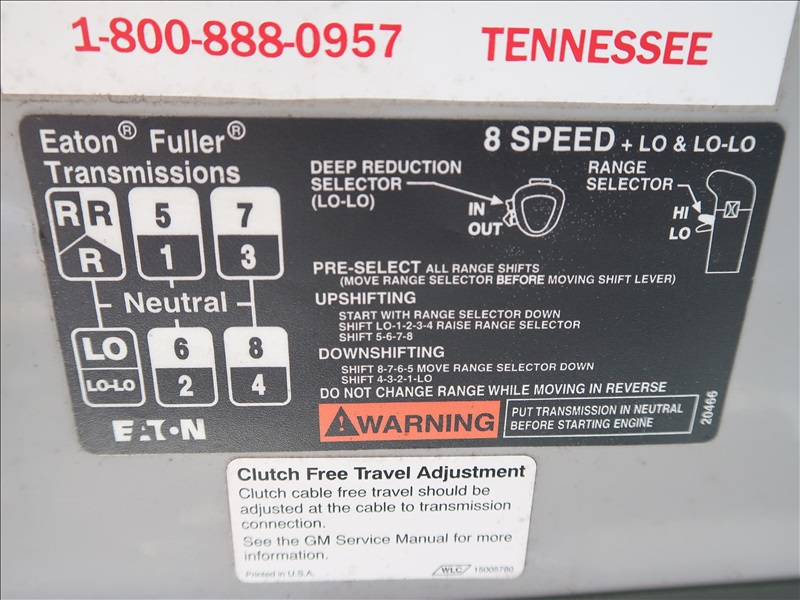 1-800-888-0957 TENNESSEE
Eaton® Fuller®
Transmissions
8 SPEED + LO & LO-LO
DEEP REDUCTION
SELECTOR
(LO-LO)
IN
OUT
RANGE
SELECTOR
HI
LO
R R 5 7
R 1 3
Neutral
LO 6 8
LO-LO 2 4
EATON
PRE-SELECT ALL RANGE SHIFTS
(MOVE RANGE SELECTOR BEFORE MOVING SHIFT LEVER)
UPSHIFTING
START WITH RANGE SELECTOR DOWN
SHIFT LO-1-2-3-4 RAISE RANGE SELECTOR
SHIFT 5-6-7-8
DOWNSHIFTING
SHIFT 8-7-6-5 MOVE RANGE SELECTOR DOWN
SHIFT 4-3-2-1-LO
DO NOT CHANGE RANGE WHILE MOVING IN REVERSE
WARNING
PUT TRANSMISSION IN NEUTRAL
BEFORE STARTING ENGINE
20466
Clutch Free Travel Adjustment
Clutch cable free travel should be
adjusted at the cable to transmission
connection.
See the GM Service Manual for more
information.
Printed in U.S.A. WLC 15005780